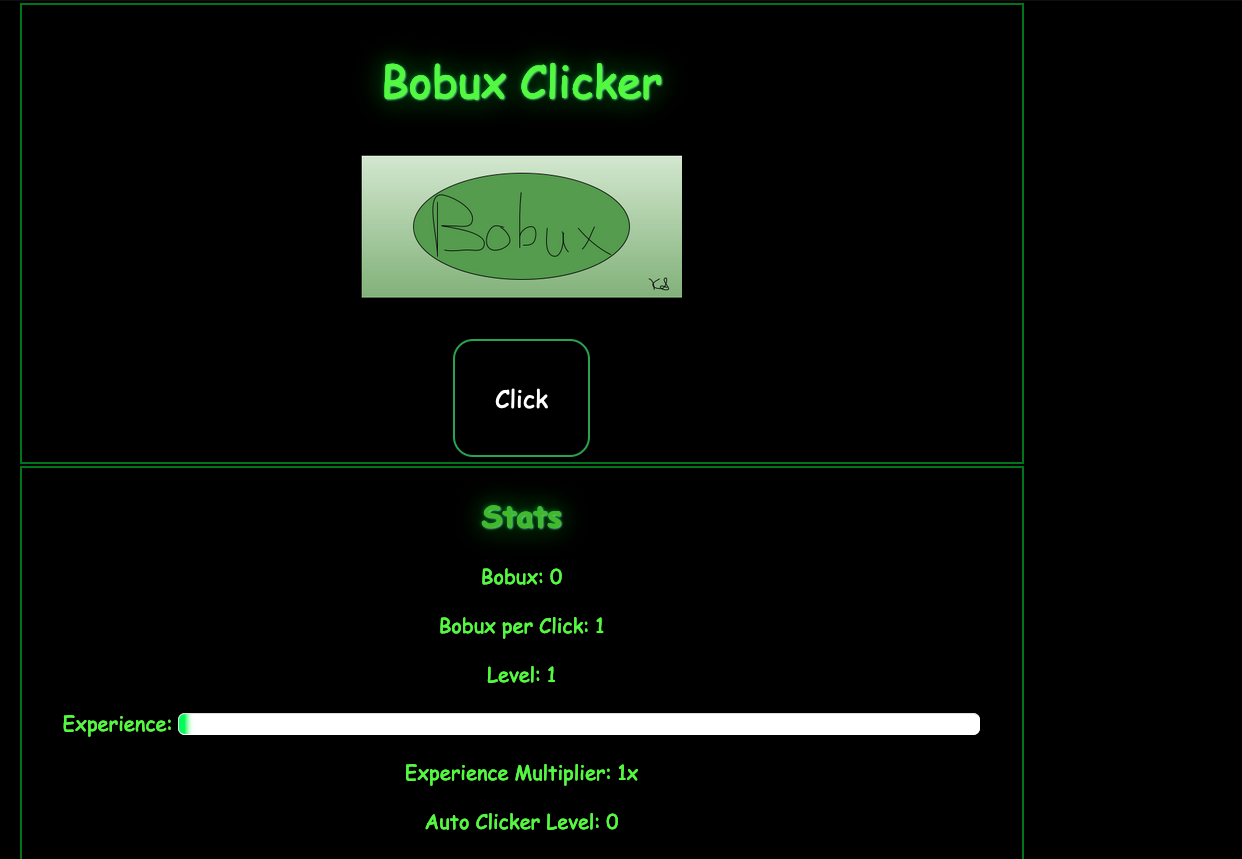 Bobux Clicker
Bobux
Click
Stats
Bobux: 0
Bobux per Click: 1
Level: 1
Experience:
Experience Multiplier: 1x
Auto Clicker Level: 0